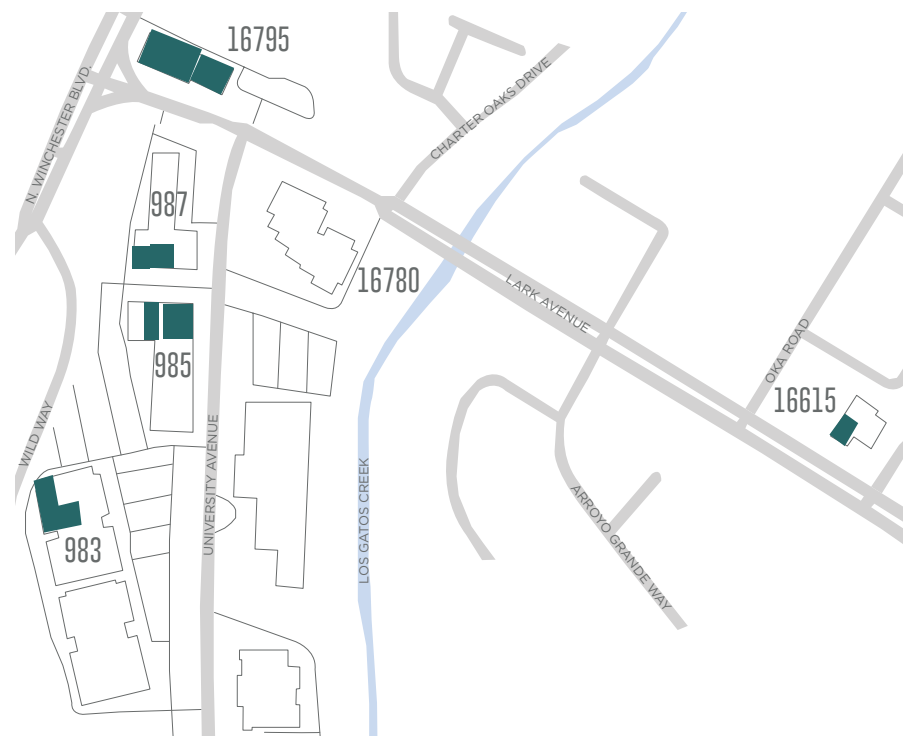 16795
CHARTER OAKS DRIVE
N. WINCHESTER BLVD.
987
16780
LARK AVENUE
985
OKA ROAD
16615
WILD WAY
UNIVERSITY AVENUE
LOS GATOS CREEK
ARROYO GRANDE WAY
983